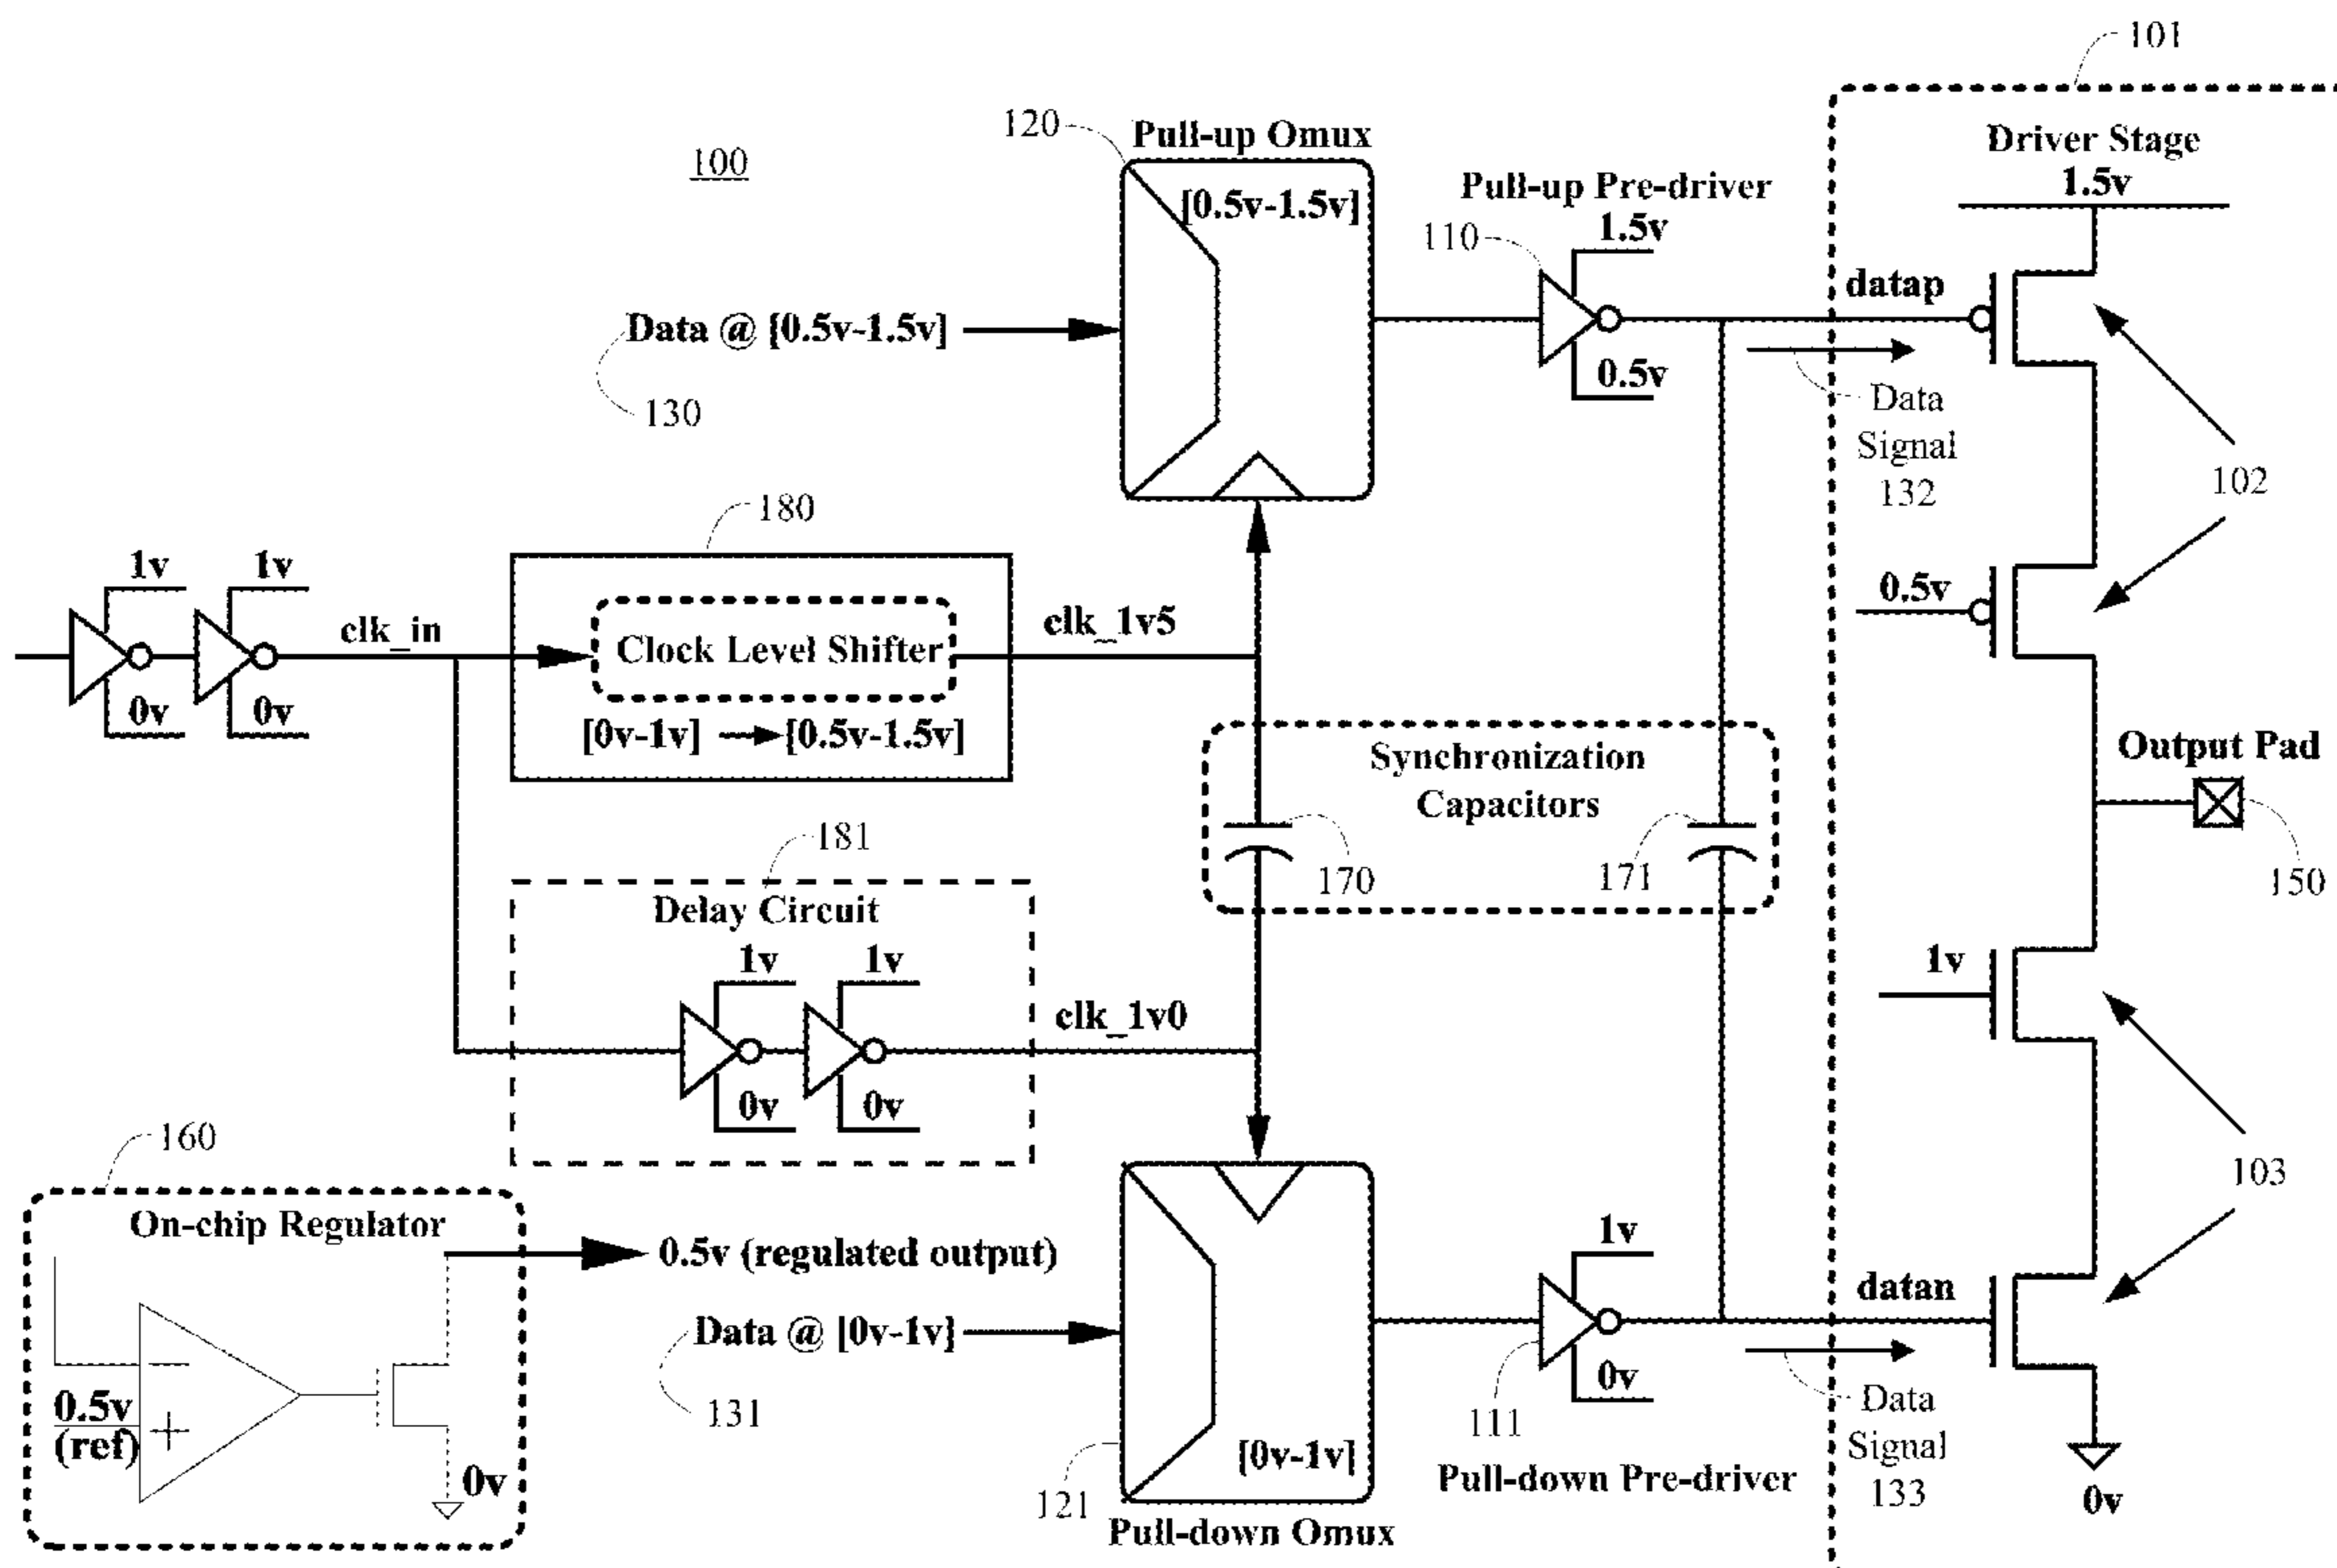 101
120
Pull-up Omux
Driver Stage
1.5v
100
Pull-up Pre-driver
[0.5v-1.5v]
1.5v
110
datap
Data @ [0.5v-1.5v]
0.5v
130
Data
Signal
132
102
180
1v
1v
clk_in
clk_1v5
0.5v
Clock Level Shifter
0v
0v
[0v-1v]
[0.5v-1.5v]
Synchronization
Capacitors
Output Pad
181
170
171
150
Delay Circuit
1v
1v
1v
clk_1v0
0v
0v
160
103
On-chip Regulator
0.5v (regulated output)
1v
datan
Data @ [0v-1v]
0v
0.5v
(ref)
−
+
131
111
Data
Signal
133
[0v-1v]
0v
Pull-down Pre-driver
121
0v
Pull-down Omux